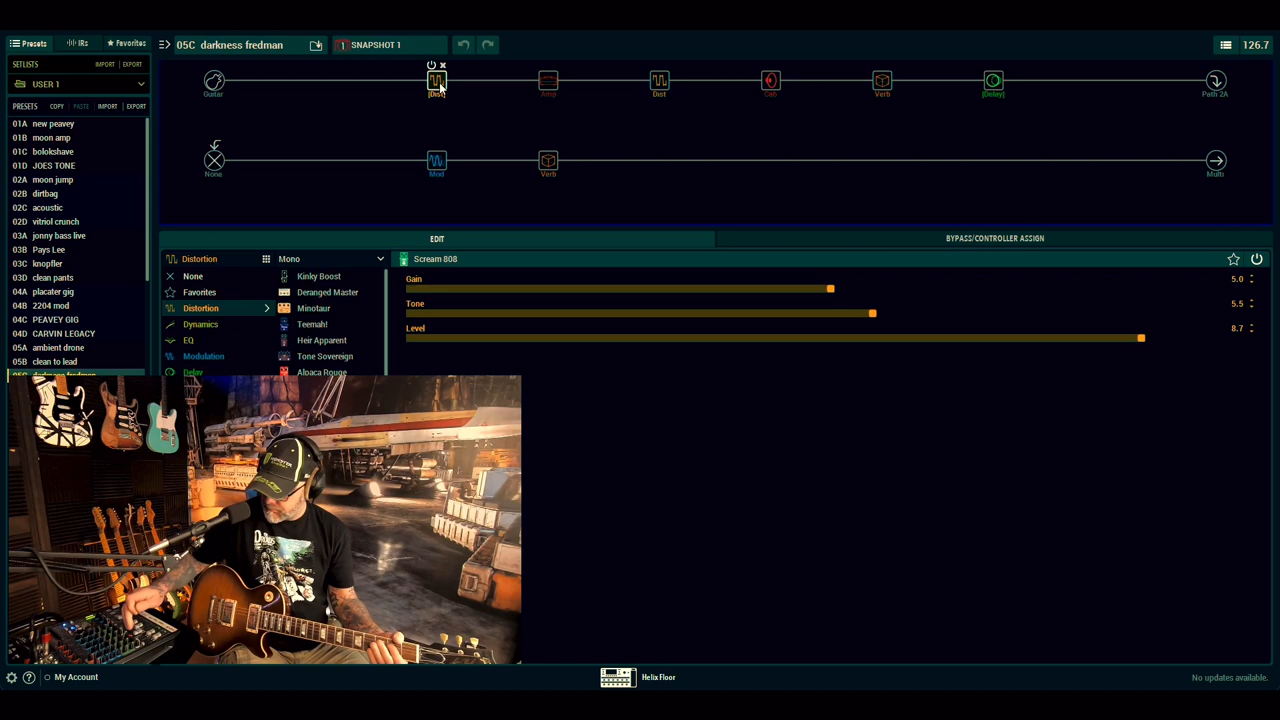 Presets IRs Favorites
05C darkness fredman
1 SNAPSHOT 1
126.7
SETLISTS IMPORT EXPORT
USER 1
PRESETS COPY PASTE IMPORT EXPORT
01A new peavey
01B moon amp
01C bolokshave
01D JOES TONE
02A moon jump
02B dirtbag
02C acoustic
02D vitriol crunch
03A jonny bass live
03B Pays Lee
03C knopfler
03D clean pants
04A placater gig
04B 2204 mod
04C PEAVEY GIG
04D CARVIN LEGACY
05A ambient drone
05B clean to lead
05C darkness fredman
Guitar [Dist] Amp Dist Cab Verb [Delay] Path 2A
None Mod Verb Multi
EDIT BYPASS/CONTROLLER ASSIGN
Distortion Mono
Scream 808
None
Favorites
Distortion
Dynamics
EQ
Modulation
Delay
Kinky Boost
Deranged Master
Minotaur
Teemah!
Heir Apparent
Tone Sovereign
Alpaca Rouge
Gain 5.0
Tone 5.5
Level 8.7
My Account
Helix Floor
No updates available.